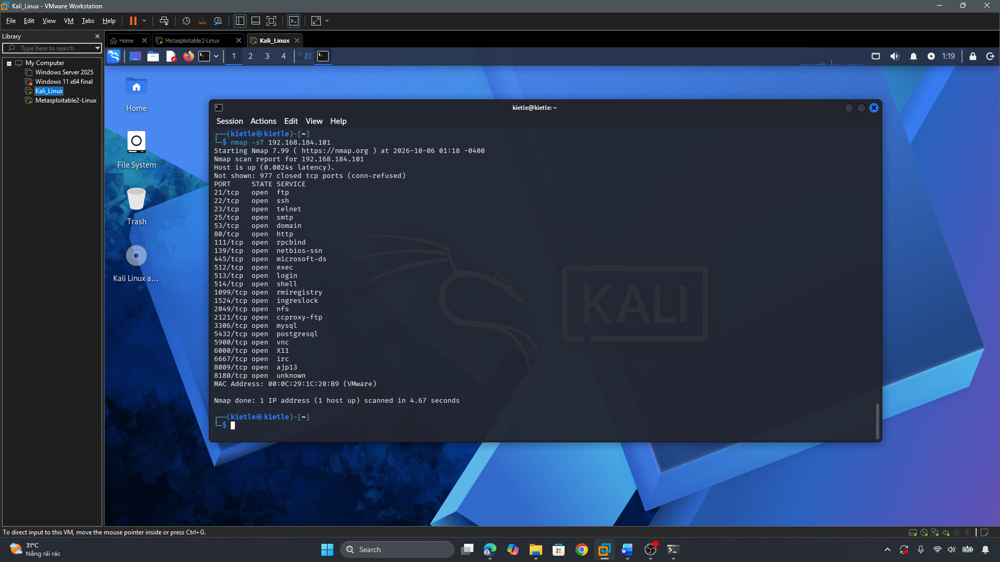 Kali_Linux - VMware Workstation
File Edit View VM Tabs Help
Library
Type here to search
My Computer
Windows Server 2025
Windows 11 x64 final
Kali_Linux
Metasploitable2-Linux
Home
Metasploitable2-Linux
Kali_Linux
1 2 3 4
1:19
Home
File System
Trash
Kali Linux a...
kietle@kietle: ~
Session Actions Edit View Help
(kietle㉿kietle)-[~]
$ nmap -sT 192.168.184.101
Starting Nmap 7.99 ( https://nmap.org ) at 2026-10-06 01:18 -0400
Nmap scan report for 192.168.184.101
Host is up (0.0024s latency).
Not shown: 977 closed tcp ports (conn-refused)
PORT STATE SERVICE
21/tcp open ftp
22/tcp open ssh
23/tcp open telnet
25/tcp open smtp
53/tcp open domain
80/tcp open http
111/tcp open rpcbind
139/tcp open netbios-ssn
445/tcp open microsoft-ds
512/tcp open exec
513/tcp open login
514/tcp open shell
1099/tcp open rmiregistry
1524/tcp open ingreslock
2049/tcp open nfs
2121/tcp open ccproxy-ftp
3306/tcp open mysql
5432/tcp open postgresql
5900/tcp open vnc
6000/tcp open X11
6667/tcp open irc
8009/tcp open ajp13
8180/tcp open unknown
MAC Address: 00:0C:29:1C:20:B9 (VMware)
Nmap done: 1 IP address (1 host up) scanned in 4.67 seconds
(kietle㉿kietle)-[~]
$
KALI
To direct input to this VM, move the mouse pointer inside or press Ctrl+G.
31°C
Nắng rải rác
Search